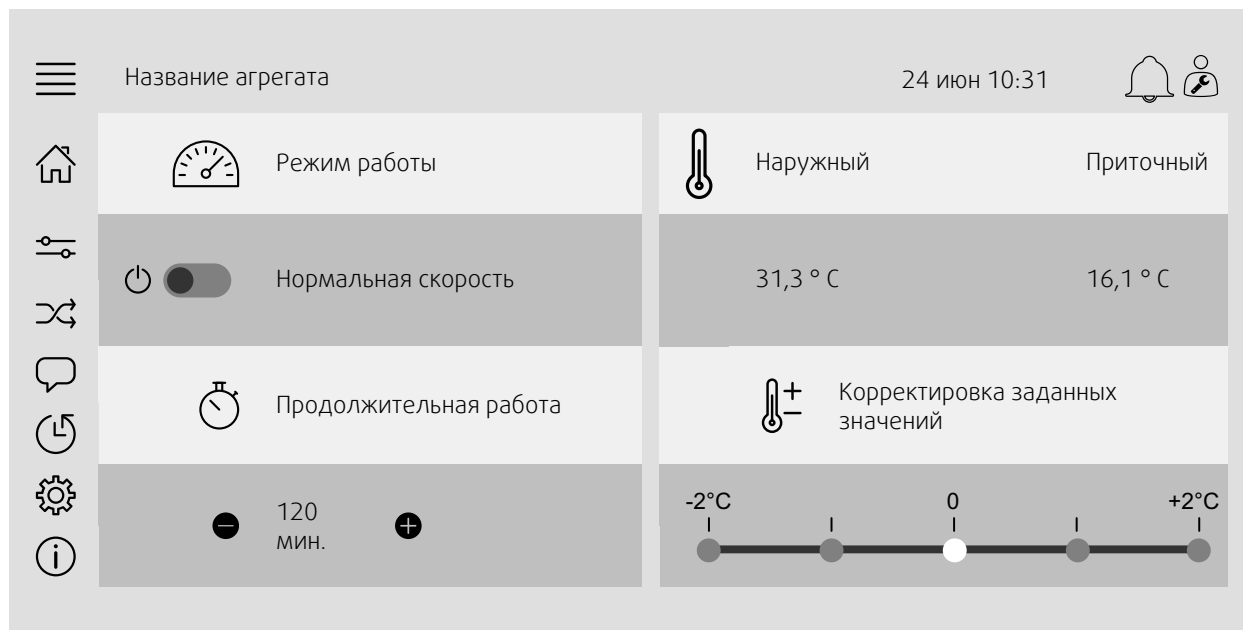 Название агрегата
24 июн 10:31
Режим работы
Наружный
Приточный
Нормальная скорость
31,3 ° C
16,1 ° C
Продолжительная работа
Корректировка заданных
значений
120
мин.
-2°C
0
+2°C